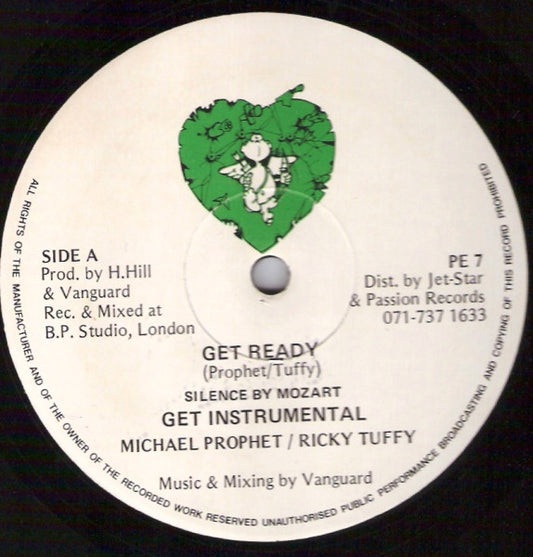 SIDE A
Prod. by H.Hill
& Vanguard
Rec. & Mixed at
B.P. Studio, London
PE 7
Dist. by Jet-Star
& Passion Records
071-737 1633
GET READY
(Prophet/Tuffy)
SILENCE BY MOZART
GET INSTRUMENTAL
MICHAEL PROPHET / RICKY TUFFY
Music & Mixing by Vanguard
ALL RIGHTS OF THE MANUFACTURER AND OF THE OWNER OF THE RECORDED WORK RESERVED UNAUTHORISED PUBLIC PERFORMANCE BROADCASTING AND COPYING OF THIS RECORD PROHIBITED